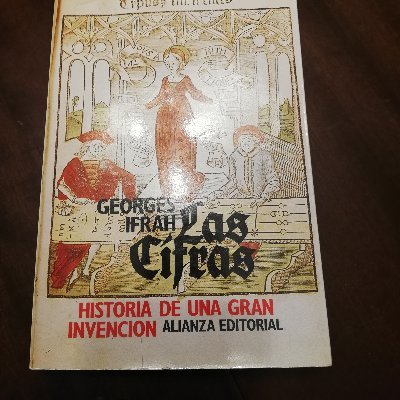 GEORGES
IFRAH
Las
Cifras
HISTORIA DE UNA GRAN
INVENCION ALIANZA EDITORIAL